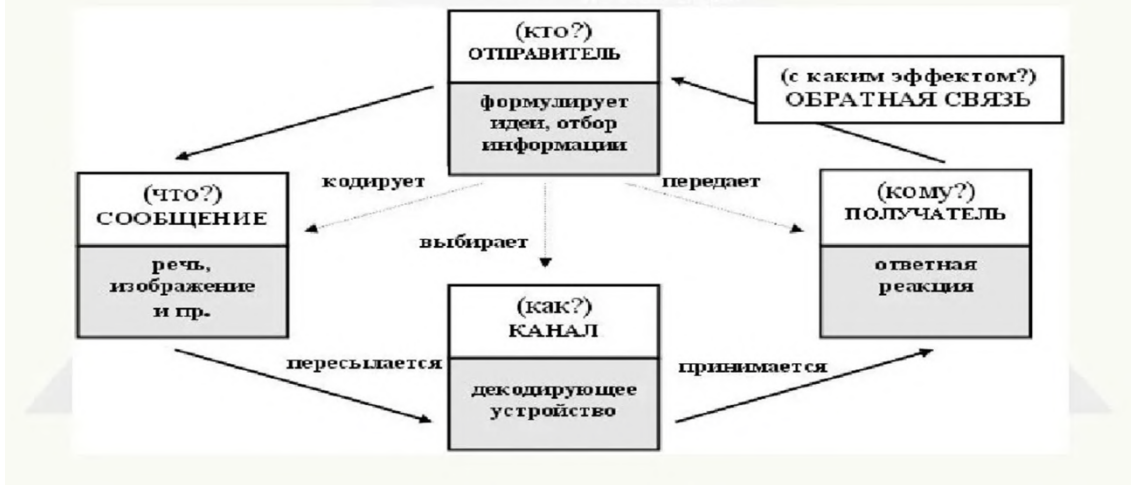 (кто?)
ОТПРАВИТЕЛЬ
формулирует
идеи, отбор
информации
(с каким эффектом?)
ОБРАТНАЯ СВЯЗЬ
кодирует
передает
выбирает
(что?)
СООБЩЕНИЕ
речь,
изображение
и пр.
(кому?)
ПОЛУЧАТЕЛЬ
ответная
реакция
(как?)
КАНАЛ
декодирующее
устройство
пересылается
принимается